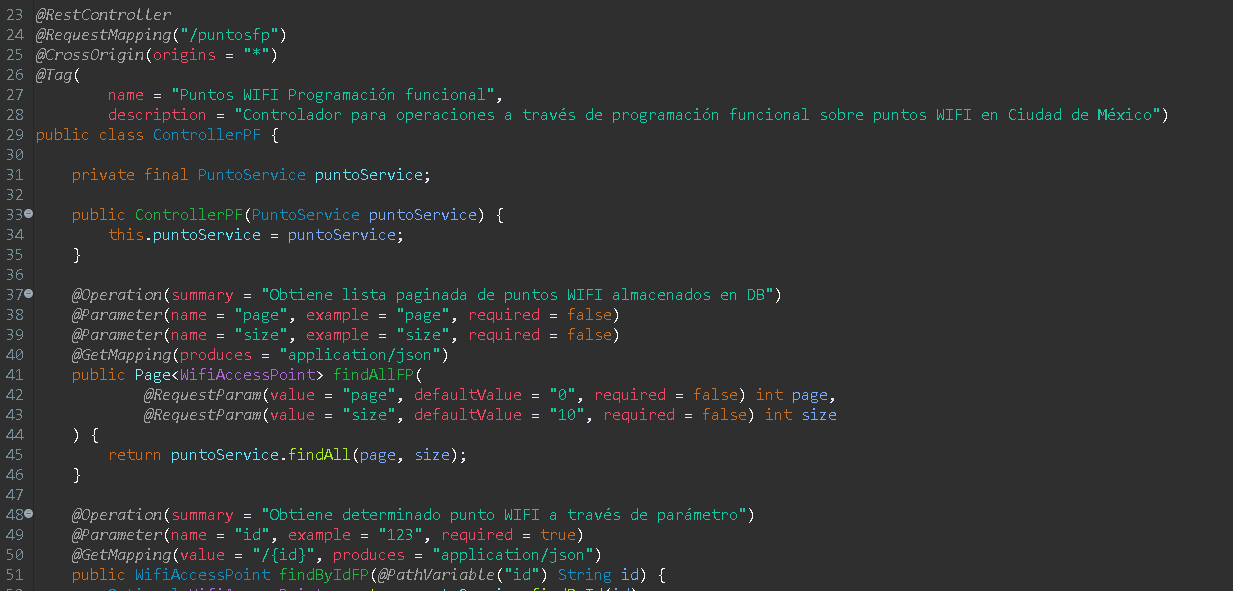 23 @RestController
24 @RequestMapping("/puntosfp")
25 @CrossOrigin(origins = "*")
26 @Tag(
27         name = "Puntos WIFI Programación funcional",
28         description = "Controlador para operaciones a través de programación funcional sobre puntos WIFI en Ciudad de México")
29 public class ControllerPF {
30
31     private final PuntoService puntoService;
32
33     public ControllerPF(PuntoService puntoService) {
34         this.puntoService = puntoService;
35     }
36
37     @Operation(summary = "Obtiene lista paginada de puntos WIFI almacenados en DB")
38     @Parameter(name = "page", example = "page", required = false)
39     @Parameter(name = "size", example = "size", required = false)
40     @GetMapping(produces = "application/json")
41     public Page<WifiAccessPoint> findAllFP(
42             @RequestParam(value = "page", defaultValue = "0", required = false) int page,
43             @RequestParam(value = "size", defaultValue = "10", required = false) int size
44     ) {
45         return puntoService.findAll(page, size);
46     }
47
48     @Operation(summary = "Obtiene determinado punto WIFI a través de parámetro")
49     @Parameter(name = "id", example = "123", required = true)
50     @GetMapping(value = "/{id}", produces = "application/json")
51     public WifiAccessPoint findByIdFP(@PathVariable("id") String id) {